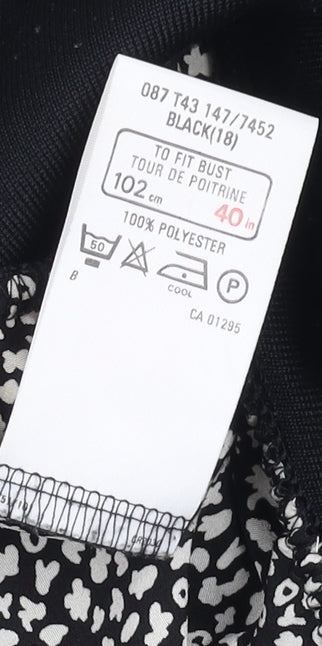 087 T43 147/7452
BLACK(18)
TO FIT BUST
TOUR DE POITRINE
102 cm
40 in
100% POLYESTER
50
P
8
COOL
CA 01295